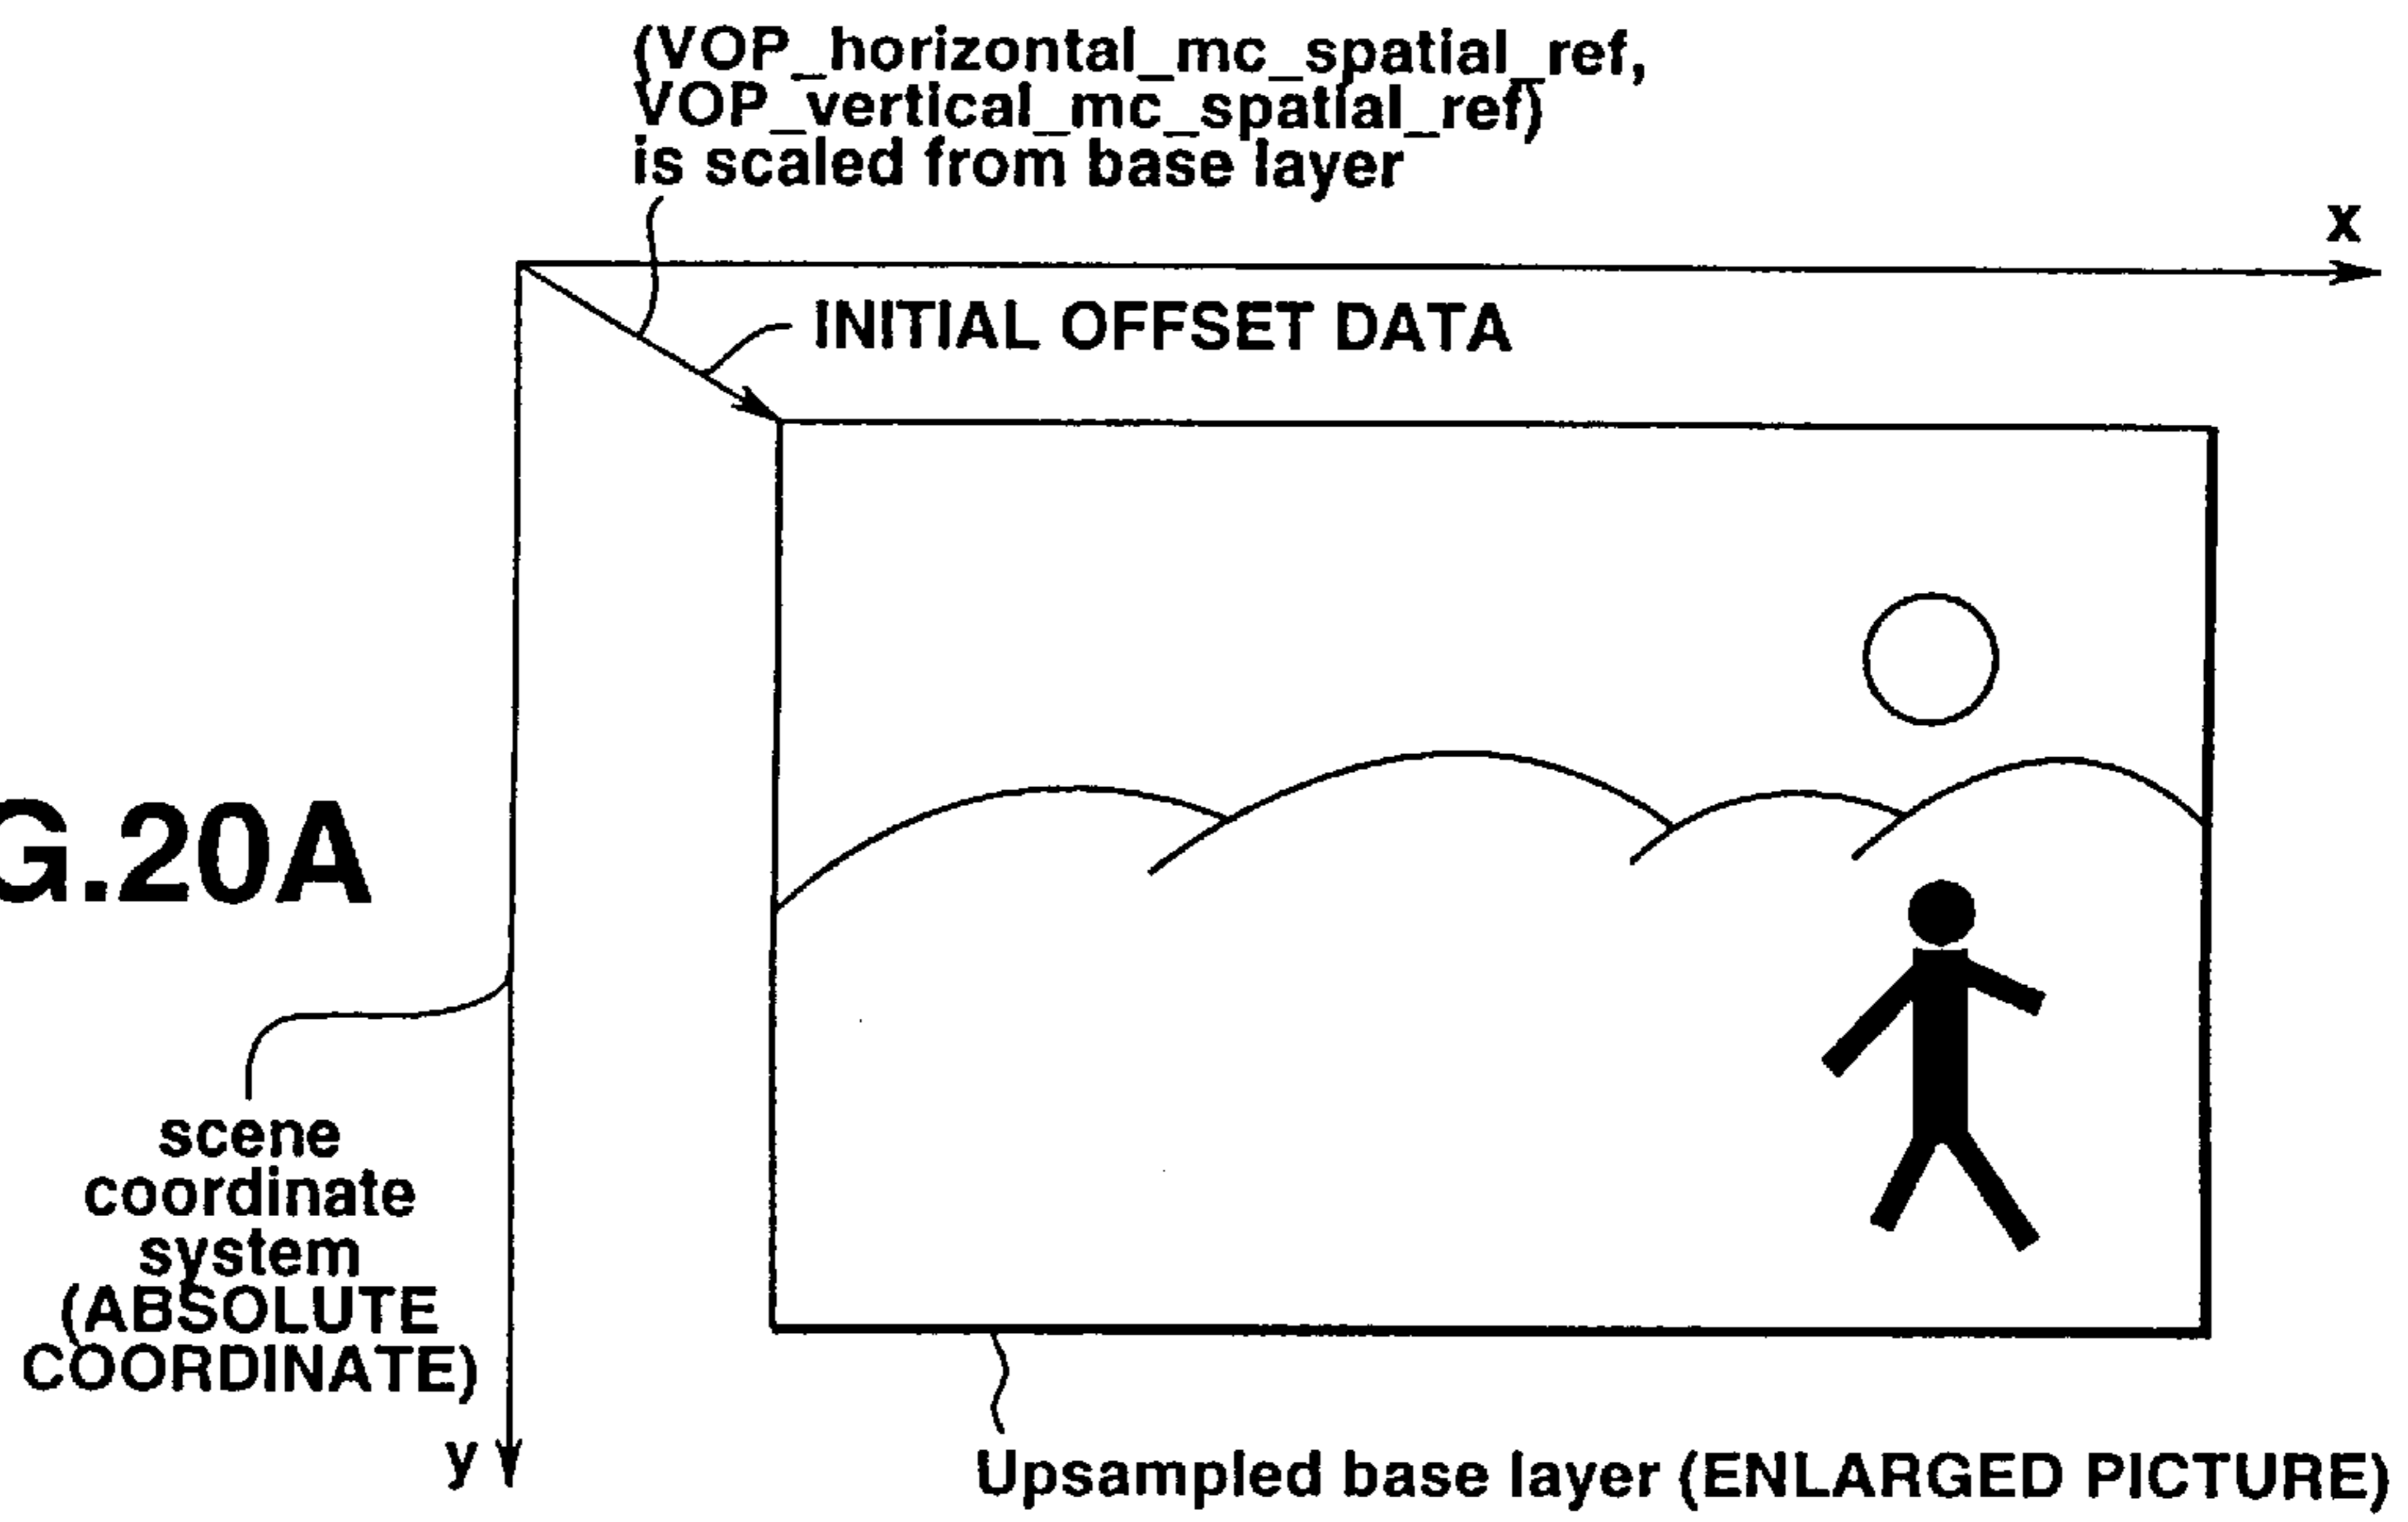 (VOP_horizontal_mc_spatial_ref,
VOP_vertical_mc_spatial_ref)
is scaled from base layer
x
INITIAL OFFSET DATA
G.20A
scene
coordinate
system
(ABSOLUTE
COORDINATE)
y
Upsampled base layer (ENLARGED PICTURE)